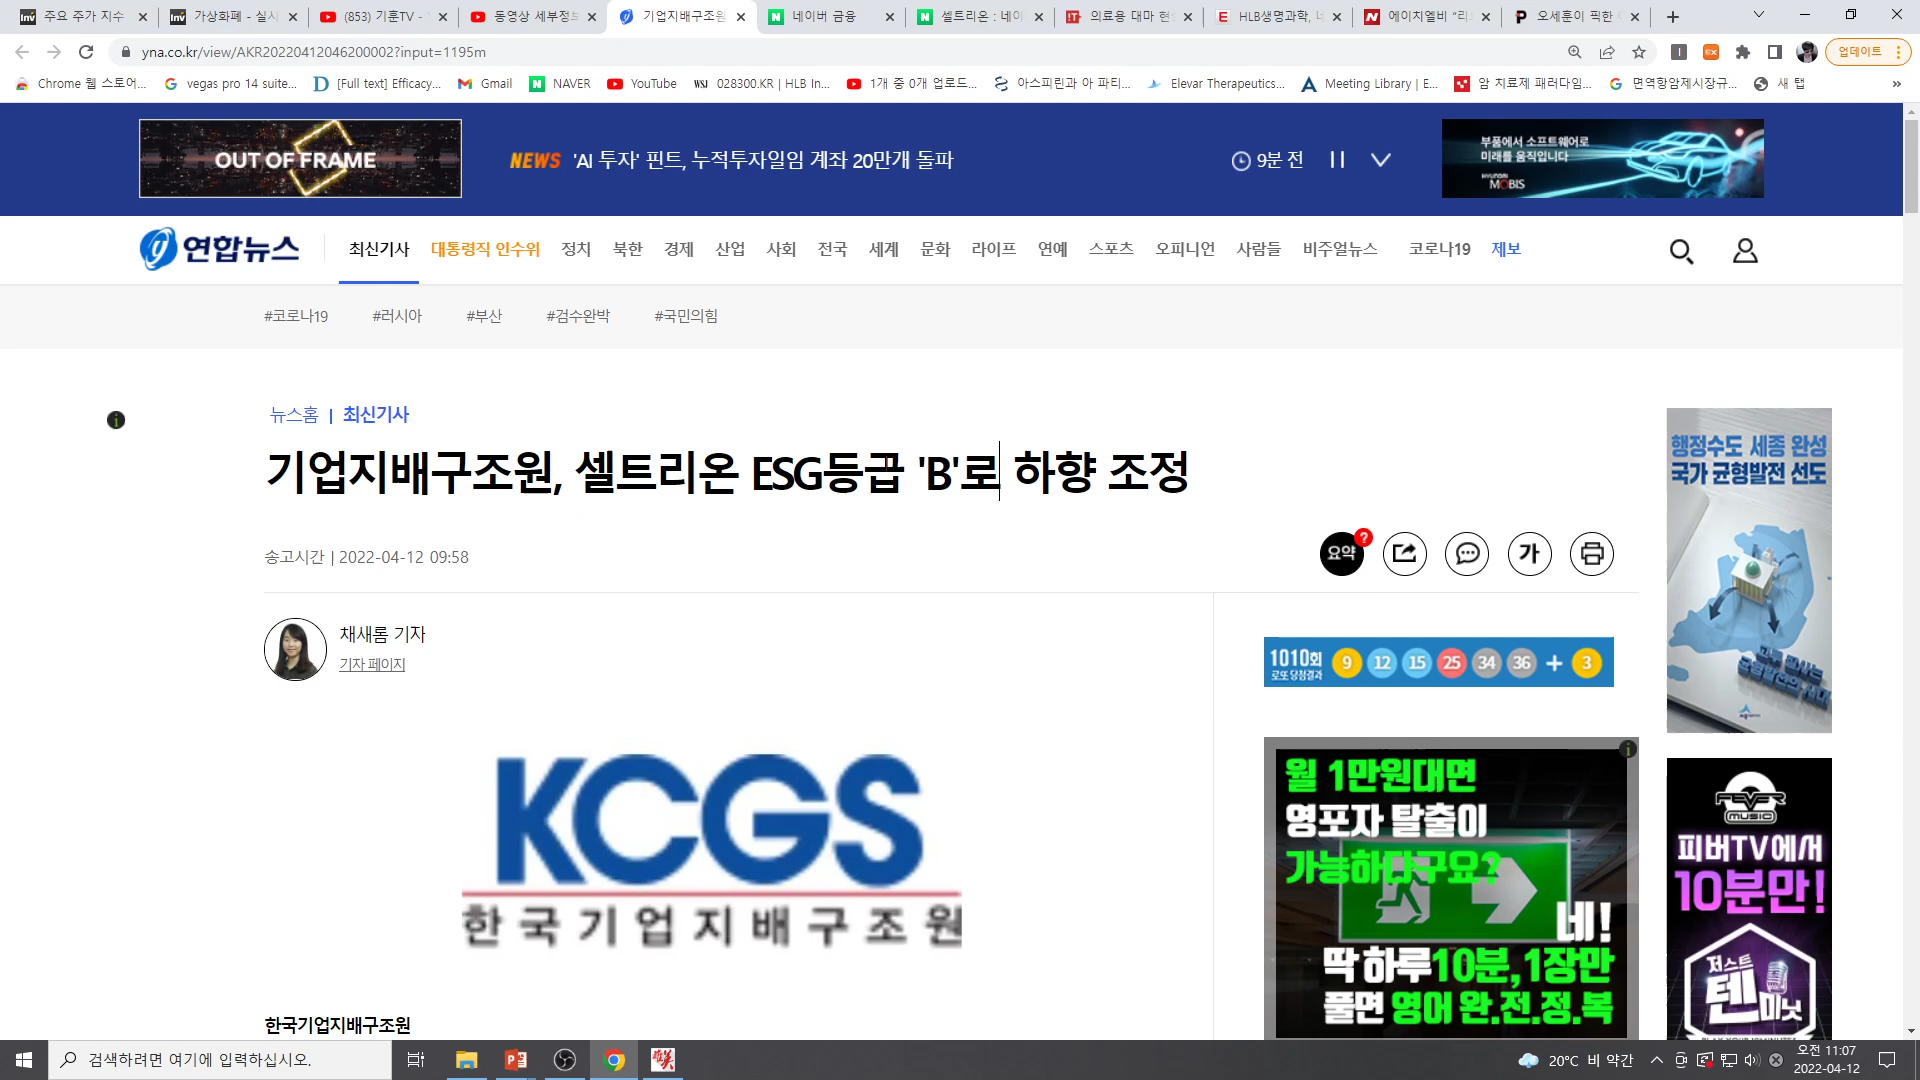 주요 주가 지수
가상화폐 - 실시
(853) 기훈TV -
동영상 세부정보
기업지배구조원
네이버 금융
셀트리온 : 네이
의료용 대마 현
HLB생명과학, 네
에이치엘비 "리
오세훈이 픽한
yna.co.kr/view/AKR20220412046200002?input=1195m
업데이트
Chrome 웹 스토어...
vegas pro 14 suite...
[Full text] Efficacy...
Gmail
NAVER
YouTube
WSJ 028300.KR | HLB In...
1개 중 0개 업로드...
아스피린과 아 파티...
Elevar Therapeutics...
Meeting Library | E...
암 치료제 패러다임...
면역항암제시장규...
새 탭
OUT OF FRAME
NEWS 'AI 투자' 핀트, 누적투자일임 계좌 20만개 돌파
9분 전
부품에서 소프트웨어로
미래를 움직입니다
HYUNDAI
MOBIS
연합뉴스
최신기사 대통령직 인수위 정치 북한 경제 산업 사회 전국 세계 문화 라이프 연예 스포츠 오피니언 사람들 비주얼뉴스 코로나19 제보
#코로나19 #러시아 #부산 #검수완박 #국민의힘
뉴스홈 | 최신기사
기업지배구조원, 셀트리온 ESG등급 'B'로 하향 조정
송고시간 | 2022-04-12 09:58
요약
?
가
채새롬 기자
기자 페이지
KCGS
한국기업지배구조원
한국기업지배구조원
1010회
로또 당첨결과
9 12 15 25 34 36 + 3
월 1만원대면
영포자 탈출이
가능하다구요?
네!
딱 하루10분,1장만
풀면 영어 완.전.정.복
행정수도 세종 완성
국가 균형발전 선도
FEVER
MUSIC
피버TV에서
10분만!
저스트
텐
미닛
검색하려면 여기에 입력하십시오.
20°C 비 약간
오전 11:07
2022-04-12